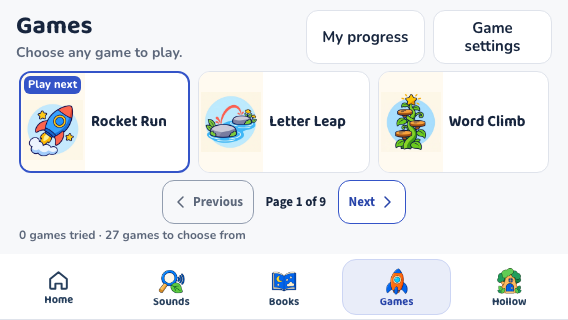 Games
Choose any game to play.
My progress
Game
settings
Play next
Rocket Run
Letter Leap
Word Climb
Previous
Page 1 of 9
Next
0 games tried · 27 games to choose from
Home
Sounds
Books
Games
Hollow